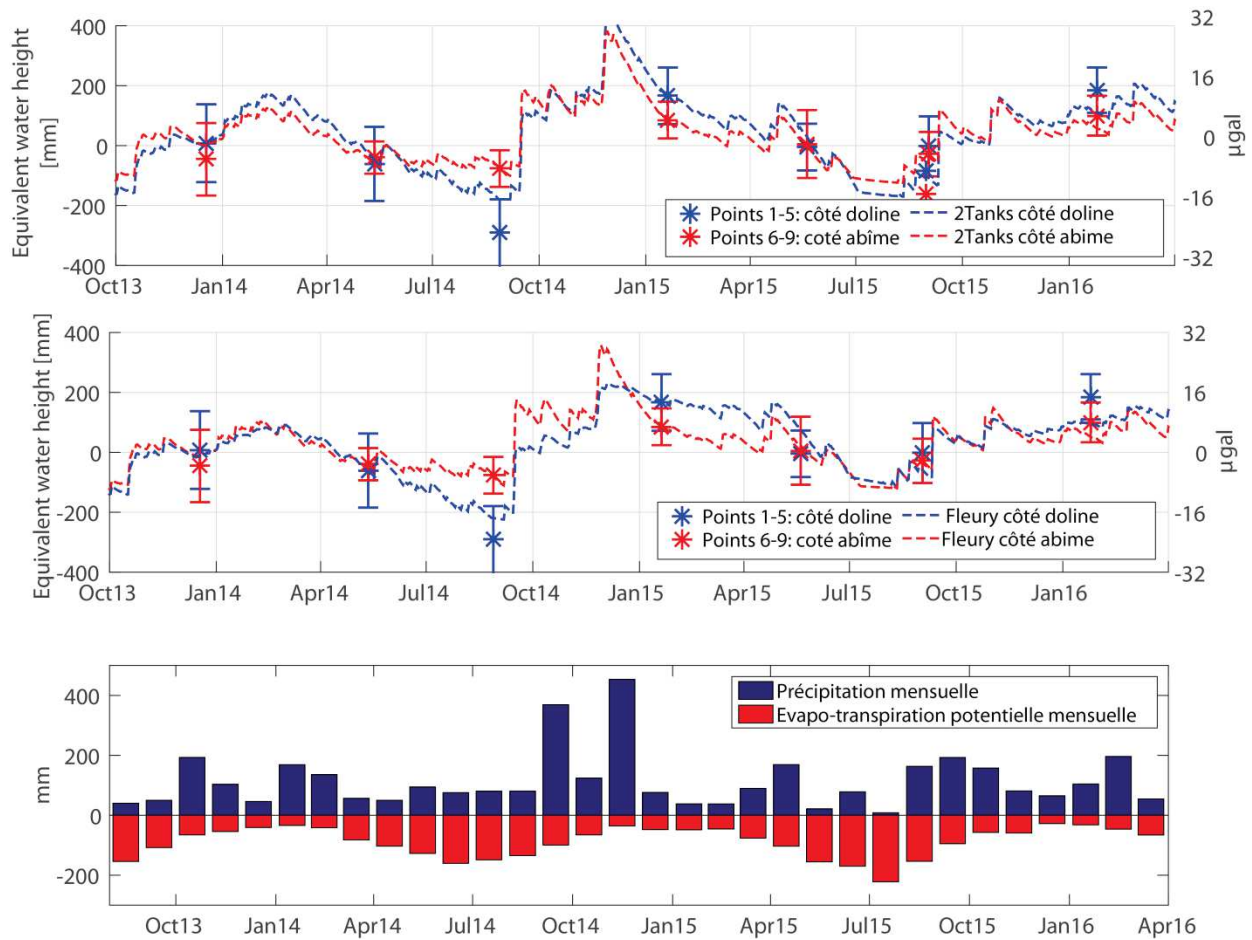 400
200
0
-200
-400
Equivalent water height
[mm]
32
16
0
-16
-32
µgal
Points 1-5: côté doline
2Tanks côté doline
Points 6-9: coté abîme
2Tanks côté abime
Oct13 Jan14 Apr14 Jul14 Oct14 Jan15 Apr15 Jul15 Oct15 Jan16
400
200
0
-200
-400
Equivalent water height [mm]
32
16
0
-16
-32
µgal
Points 1-5: côté doline
Fleury côté doline
Points 6-9: coté abîme
Fleury côté abime
Oct13 Jan14 Apr14 Jul14 Oct14 Jan15 Apr15 Jul15 Oct15 Jan16
400
200
0
-200
mm
Précipitation mensuelle
Evapo-transpiration potentielle mensuelle
Oct13 Jan14 Apr14 Jul14 Oct14 Jan15 Apr15 Jul15 Oct15 Jan16 Apr16